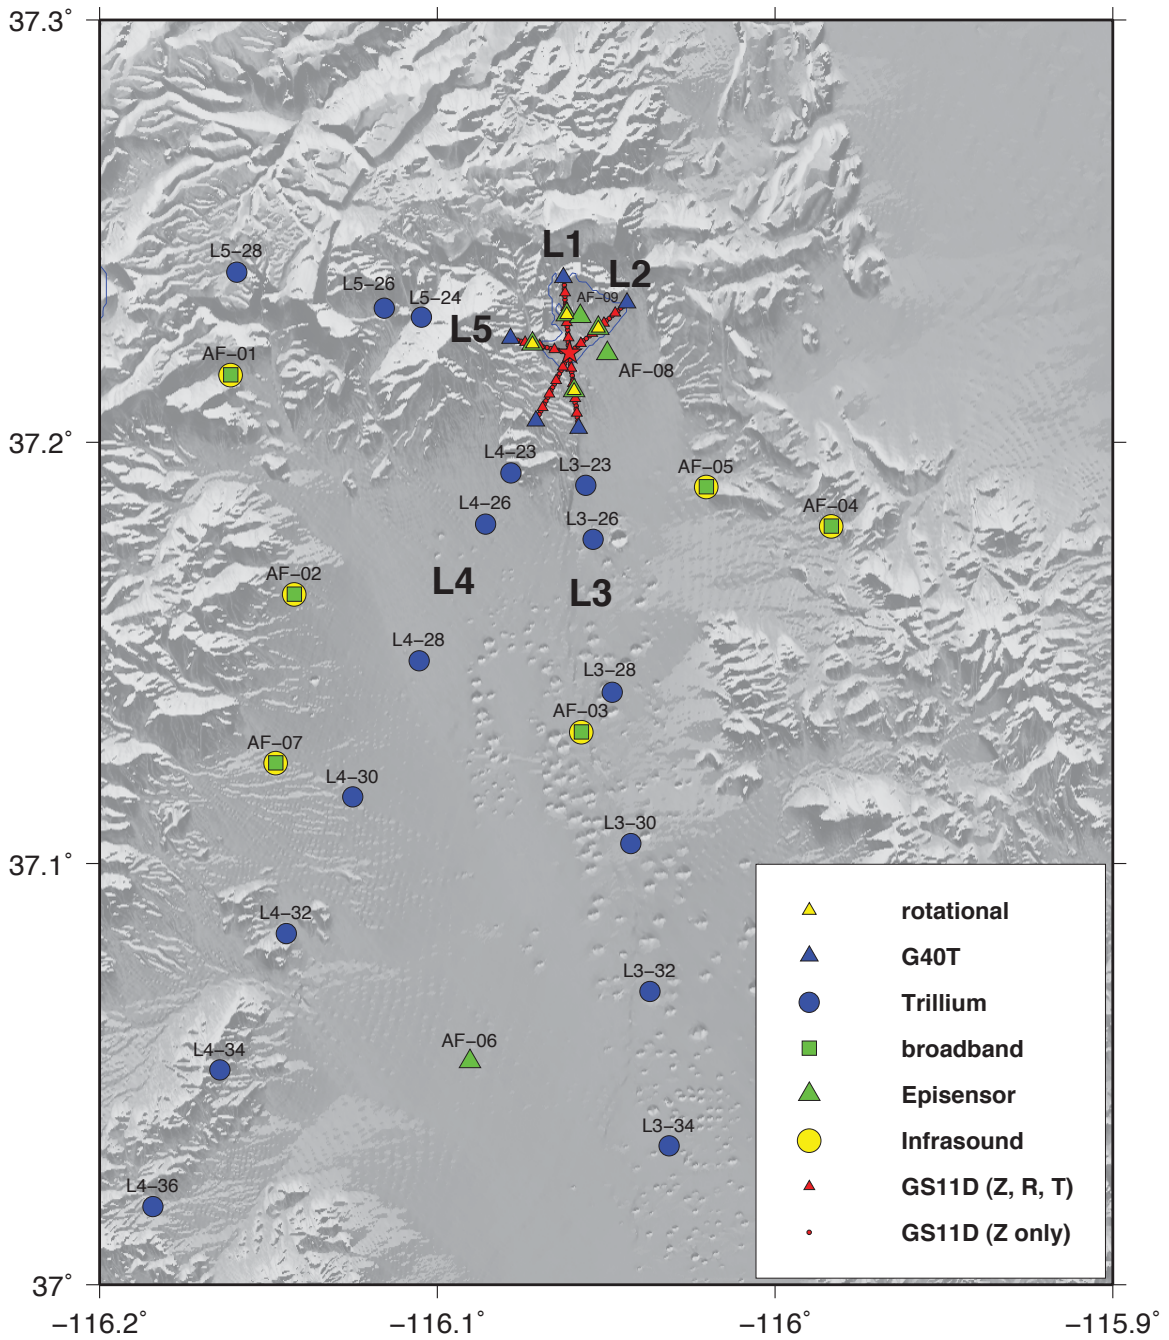 37.3°
L1
L5−28
L2
L5−26
AF−09
L5−24
L5
AF−01
AF−08
37.2°
L4−23
L3−23
AF−05
L4−26
AF−04
L3−26
AF−02
L4
L3
L4−28
L3−28
AF−03
AF−07
L4−30
L3−30
37.1°
L4−32
L3−32
AF−06
L4−34
L3−34
L4−36
rotational
G40T
Trillium
broadband
Episensor
Infrasound
GS11D (Z, R, T)
GS11D (Z only)
37°
−116.2°
−116.1°
−116°
−115.9°